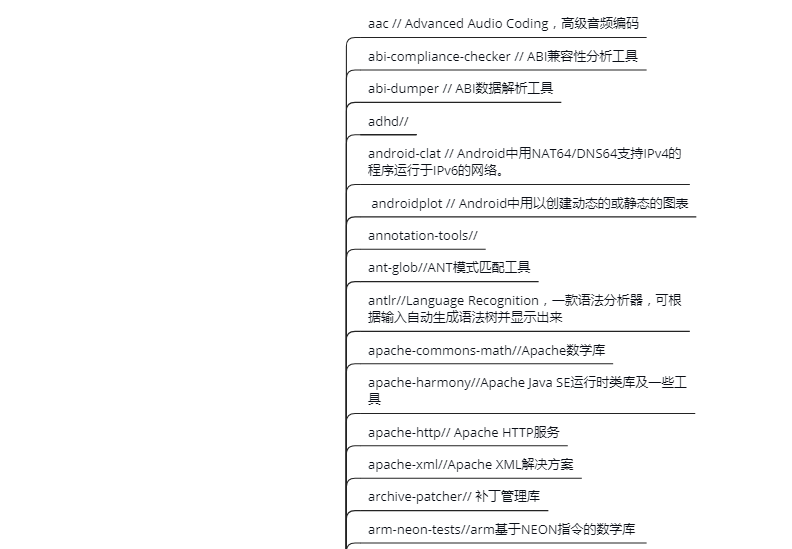 aac // Advanced Audio Coding，高级音频编码
abi-compliance-checker // ABI兼容性分析工具
abi-dumper // ABI数据解析工具
adhd//
android-clat // Android中用NAT64/DNS64支持IPv4的
程序运行于IPv6的网络。
androidplot // Android中用以创建动态的或静态的图表
annotation-tools//
ant-glob//ANT模式匹配工具
antlr//Language Recognition，一款语法分析器，可根
据输入自动生成语法树并显示出来
apache-commons-math//Apache数学库
apache-harmony//Apache Java SE运行时类库及一些工
具
apache-http// Apache HTTP服务
apache-xml//Apache XML解决方案
archive-patcher// 补丁管理库
arm-neon-tests//arm基于NEON指令的数学库